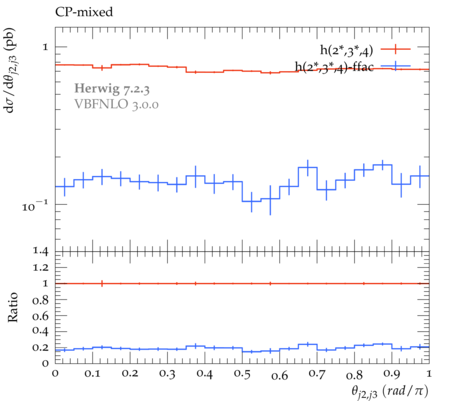 CP-mixed
dσ/dθj2,j3 (pb)
1
h(2*,3*,4)
h(2*,3*,4)-ffac
Herwig 7.2.3
VBFNLO 3.0.0
10⁻¹
1.4
1.2
1
0.8
0.6
0.4
0.2
0
Ratio
0 0.1 0.2 0.3 0.4 0.5 0.6 0.7 0.8 0.9 1
θj2,j3 (rad/π)